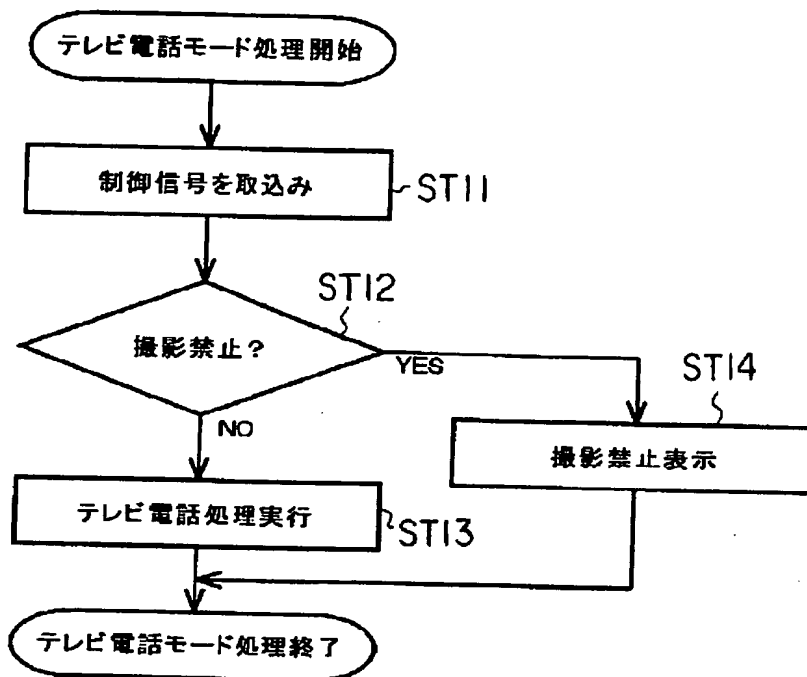 テレビ電話モード処理開始
制御信号を取込み
ST11
ST12
撮影禁止?
YES
ST14
NO
撮影禁止表示
テレビ電話処理実行
ST13
テレビ電話モード処理終了